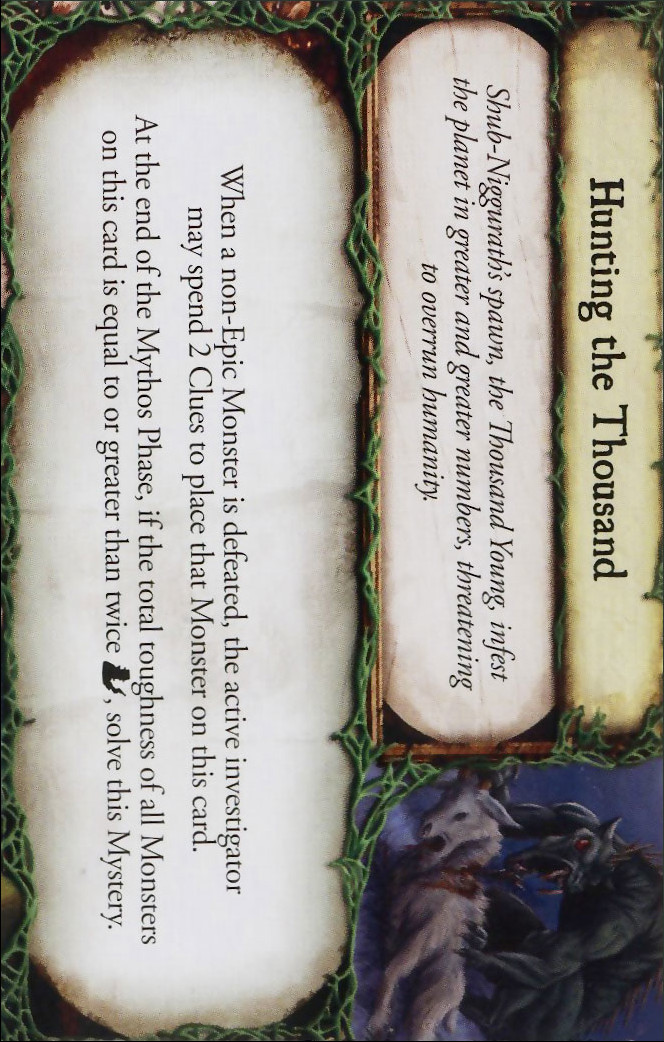 Hunting the Thousand
Shub-Niggurath's spawn, the Thousand Young, infest
the planet in greater and greater numbers, threatening
to overrun humanity.
When a non-Epic Monster is defeated, the active investigator
may spend 2 Clues to place that Monster on this card.
At the end of the Mythos Phase, if the total toughness of all Monsters
on this card is equal to or greater than twice , solve this Mystery.